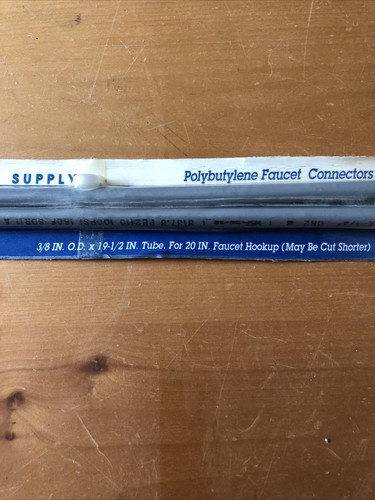 SUPPLY
Polybutylene Faucet Connectors
3/8 IN. O.D. x 19-1/2 IN. Tube. For 20 IN. Faucet Hookup (May Be Cut Shorter)